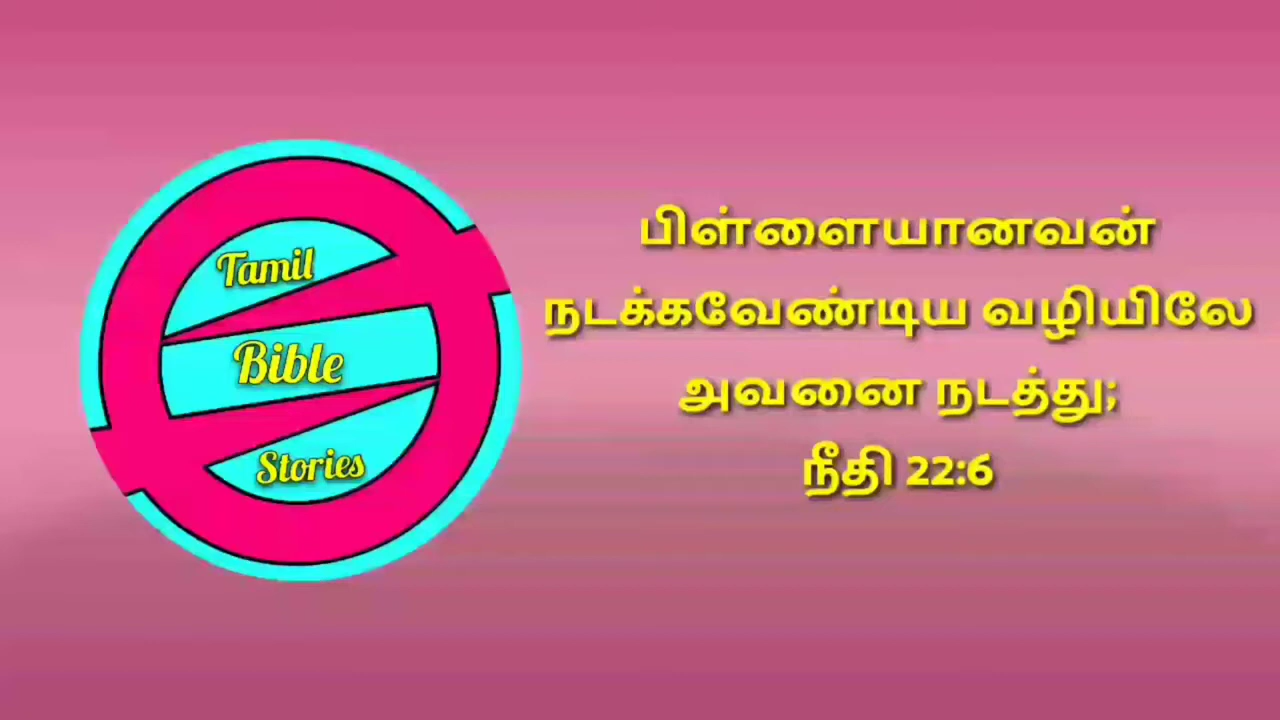 Tamil
Bible
Stories
பிள்ளையானவன்
நடக்கவேண்டிய வழியிலே
அவனை நடத்து;
நீதி 22:6